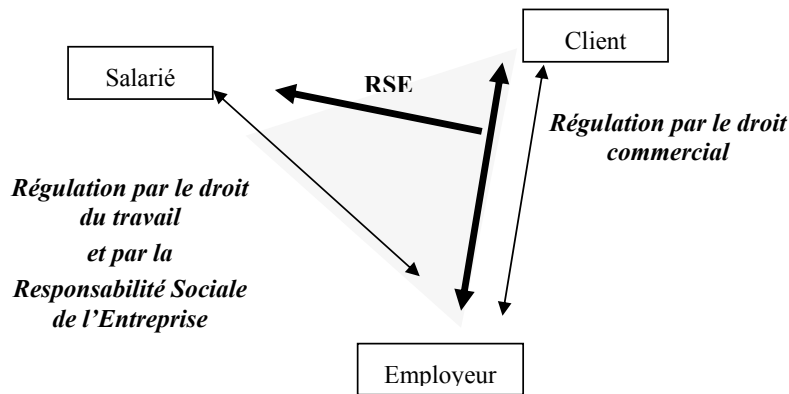 Client
Salarié
RSE
Régulation par le droit
commercial
Régulation par le droit
du travail
et par la
Responsabilité Sociale
de l'Entreprise
Employeur